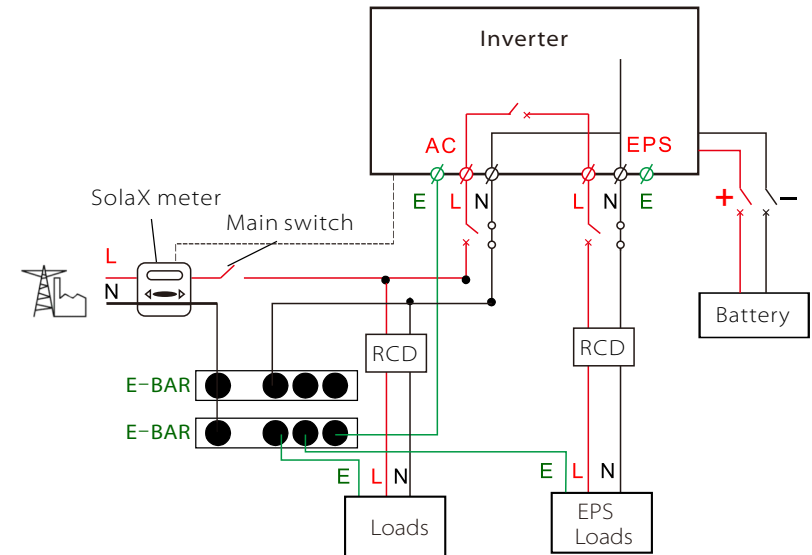 Inverter
AC
EPS
E
L
N
L
N
E
SolaX meter
Main switch
+
−
L
N
Battery
RCD
RCD
E-BAR
E-BAR
E
L
N
E
L
N
Loads
EPS
Loads